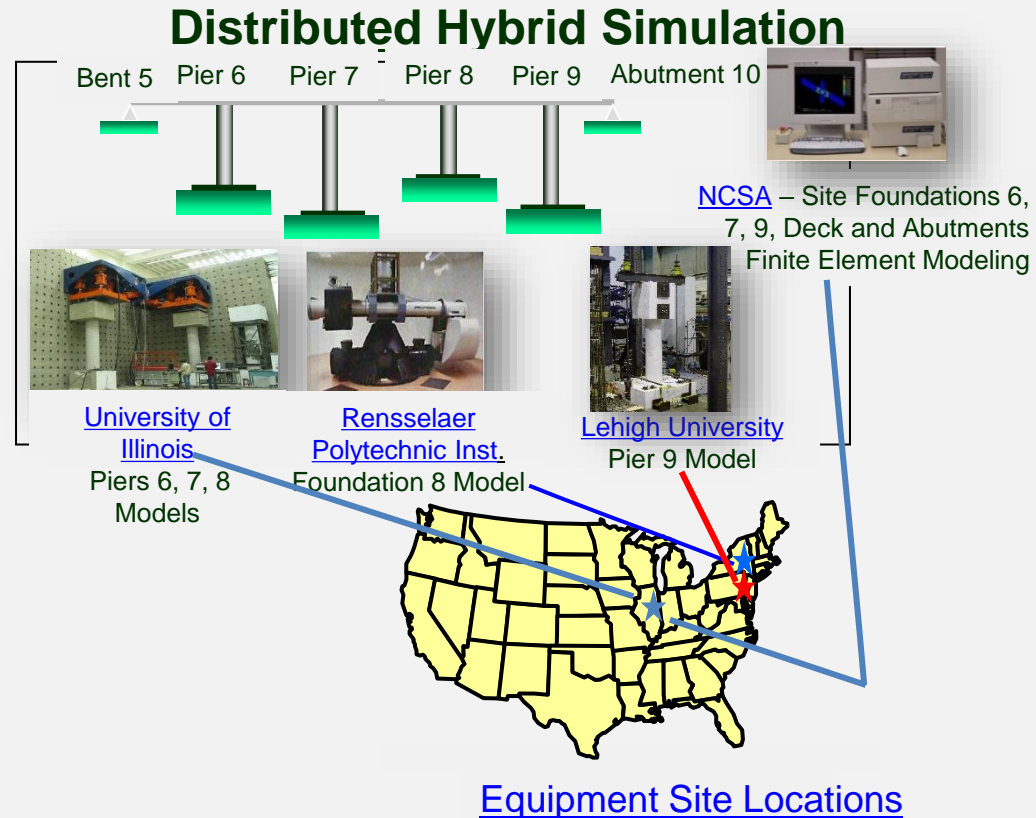 Distributed Hybrid Simulation
Bent 5 Pier 6 Pier 7 Pier 8 Pier 9 Abutment 10
NCSA – Site Foundations 6,
7, 9, Deck and Abutments
Finite Element Modeling
University of
Illinois
Piers 6, 7, 8
Models
Rensselaer
Polytechnic Inst.
Foundation 8 Model
Lehigh University
Pier 9 Model
Equipment Site Locations